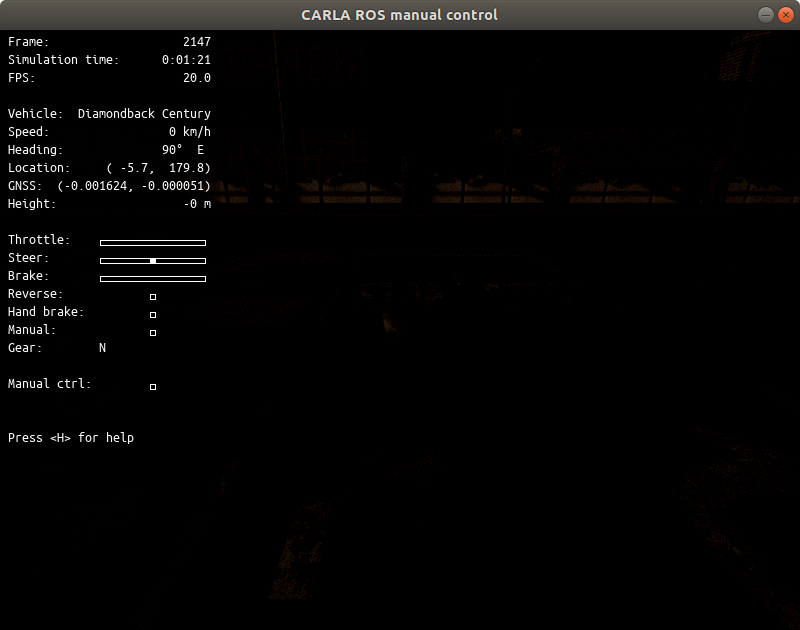 CARLA ROS manual control
Frame: 2147
Simulation time: 0:01:21
FPS: 20.0
Vehicle: Diamondback Century
Speed: 0 km/h
Heading: 90° E
Location: ( -5.7, 179.8)
GNSS: (-0.001624, -0.000051)
Height: -0 m
Throttle:
Steer:
Brake:
Reverse:
Hand brake:
Manual:
Gear: N
Manual ctrl:
Press <H> for help